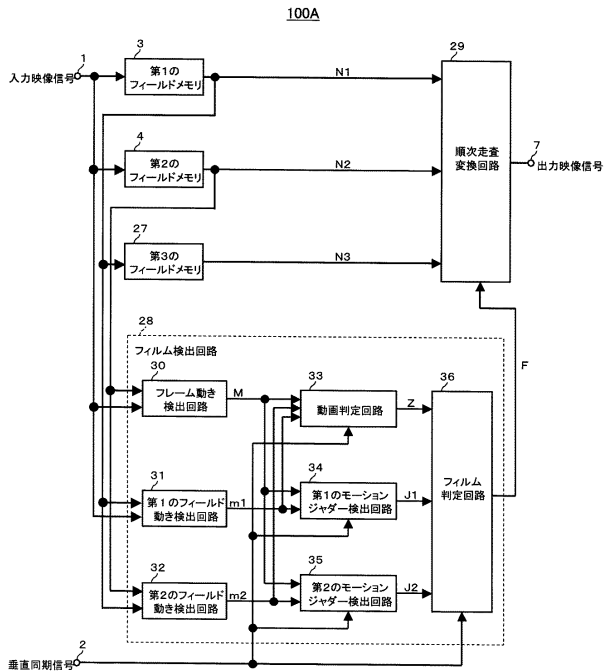 100A
1
入力映像信号
3
第1の
フィールドメモリ
N1
29
順次走査
変換回路
7
出力映像信号
4
第2の
フィールドメモリ
N2
27
第3の
フィールドメモリ
N3
28
フィルム検出回路
F
30
フレーム動き
検出回路
M
33
動画判定回路
Z
36
フィルム
判定回路
31
第1のフィールド
動き検出回路
m1
34
第1のモーション
ジャダー検出回路
J1
32
第2のフィールド
動き検出回路
m2
35
第2のモーション
ジャダー検出回路
J2
2
垂直同期信号